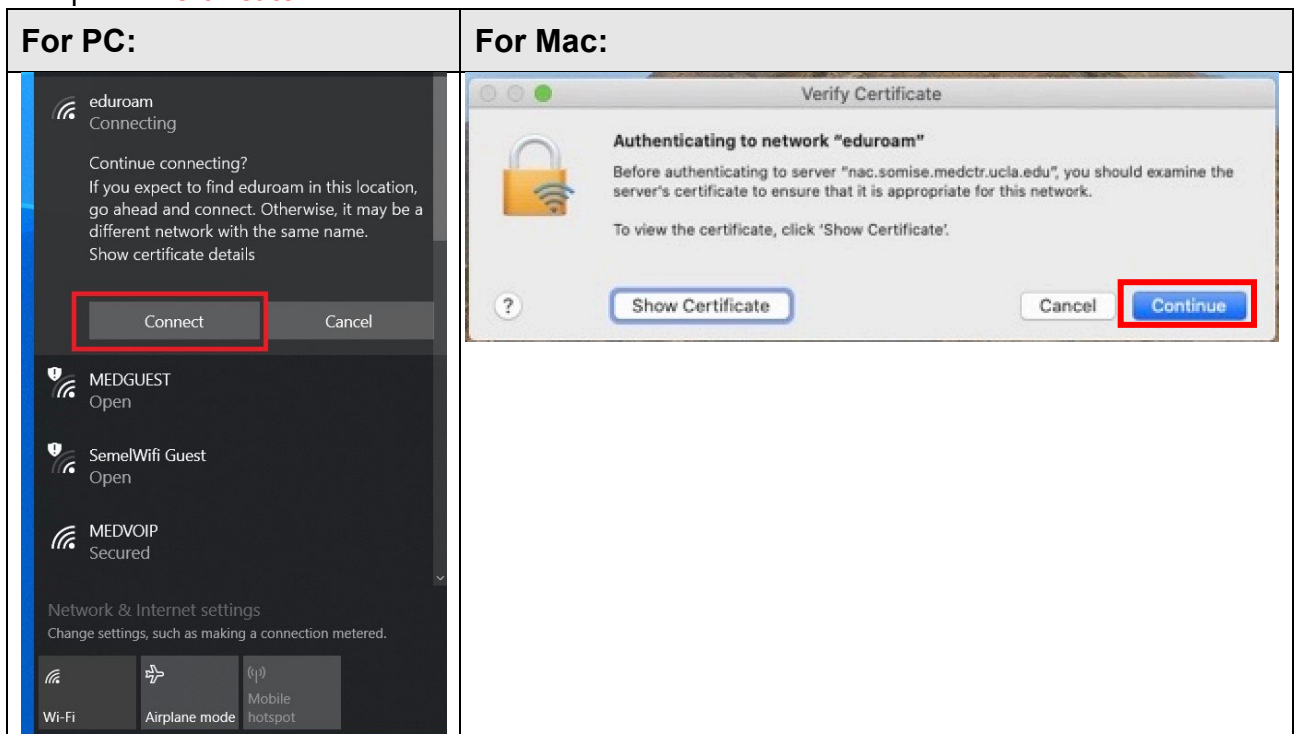 For PC:
For Mac:
eduroam
Connecting
Continue connecting?
If you expect to find eduroam in this location,
go ahead and connect. Otherwise, it may be a
different network with the same name.
Show certificate details
Connect
Cancel
MEDGUEST
Open
SemelWifi Guest
Open
MEDVOIP
Secured
Network & Internet settings
Change settings, such as making a connection metered.
Wi-Fi
Airplane mode
Mobile
hotspot
Verify Certificate
Authenticating to network "eduroam"
Before authenticating to server "nac.somise.medctr.ucla.edu", you should examine the
server's certificate to ensure that it is appropriate for this network.
To view the certificate, click 'Show Certificate'.
?
Show Certificate
Cancel
Continue